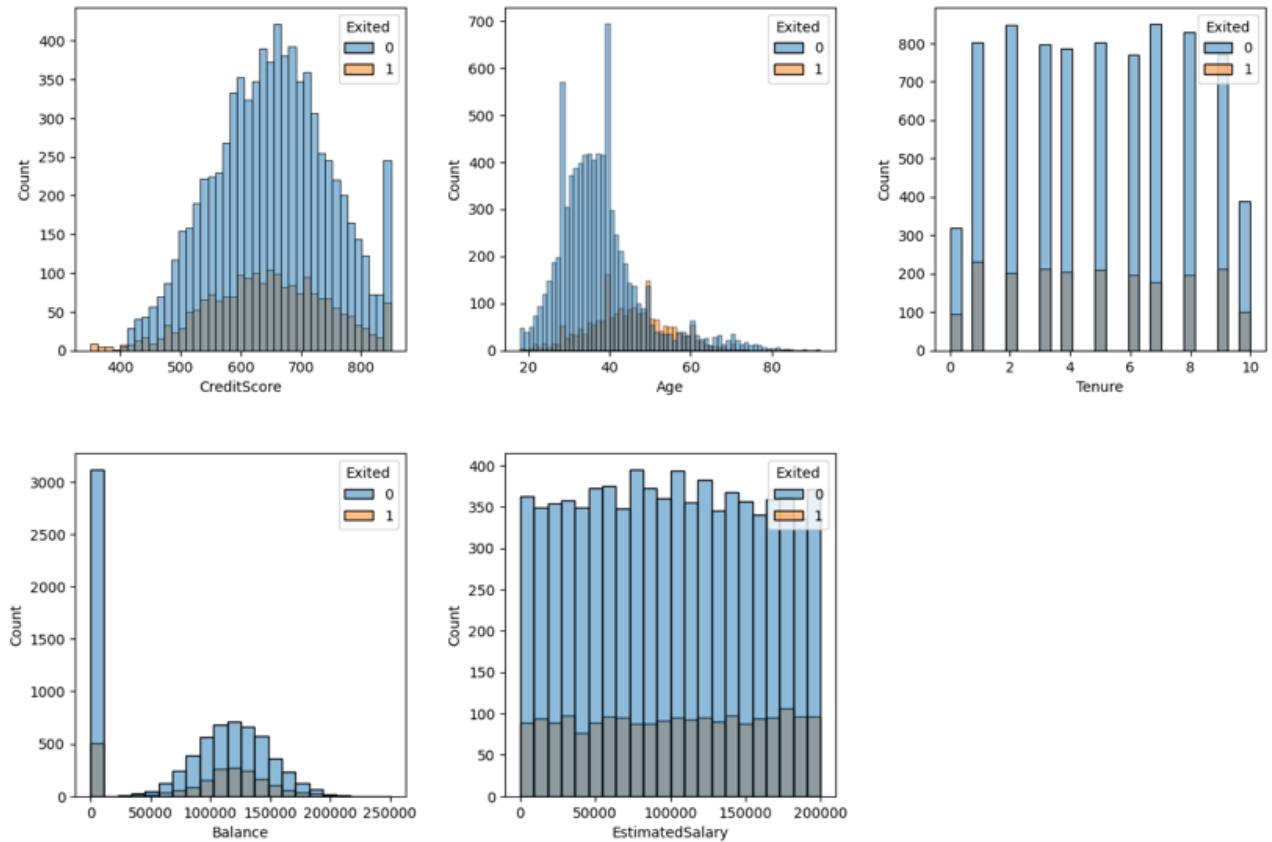 Exited
0
1
400
350
300
250
200
150
100
50
0
Count
400 500 600 700 800
CreditScore
Exited
0
1
700
600
500
400
300
200
100
0
Count
20 40 60 80
Age
Exited
0
1
800
700
600
500
400
300
200
100
0
Count
0 2 4 6 8 10
Tenure
Exited
0
1
3000
2500
2000
1500
1000
500
0
Count
0 50000 100000 150000 200000 250000
Balance
Exited
0
1
400
350
300
250
200
150
100
50
0
Count
0 50000 100000 150000 200000
EstimatedSalary